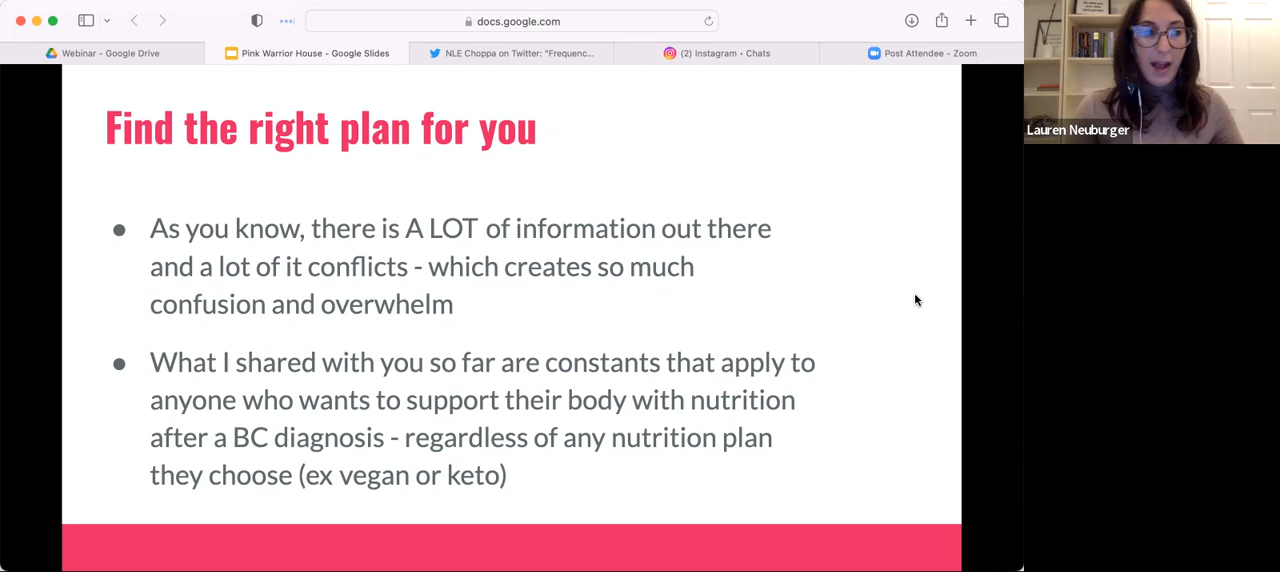 docs.google.com
Webinar - Google Drive
Pink Warrior House - Google Slides
NLE Choppa on Twitter: "Frequenc...
(2) Instagram • Chats
Post Attendee - Zoom
Lauren Neuburger
Find the right plan for you
● As you know, there is A LOT of information out there
and a lot of it conflicts - which creates so much
confusion and overwhelm
● What I shared with you so far are constants that apply to
anyone who wants to support their body with nutrition
after a BC diagnosis - regardless of any nutrition plan
they choose (ex vegan or keto)